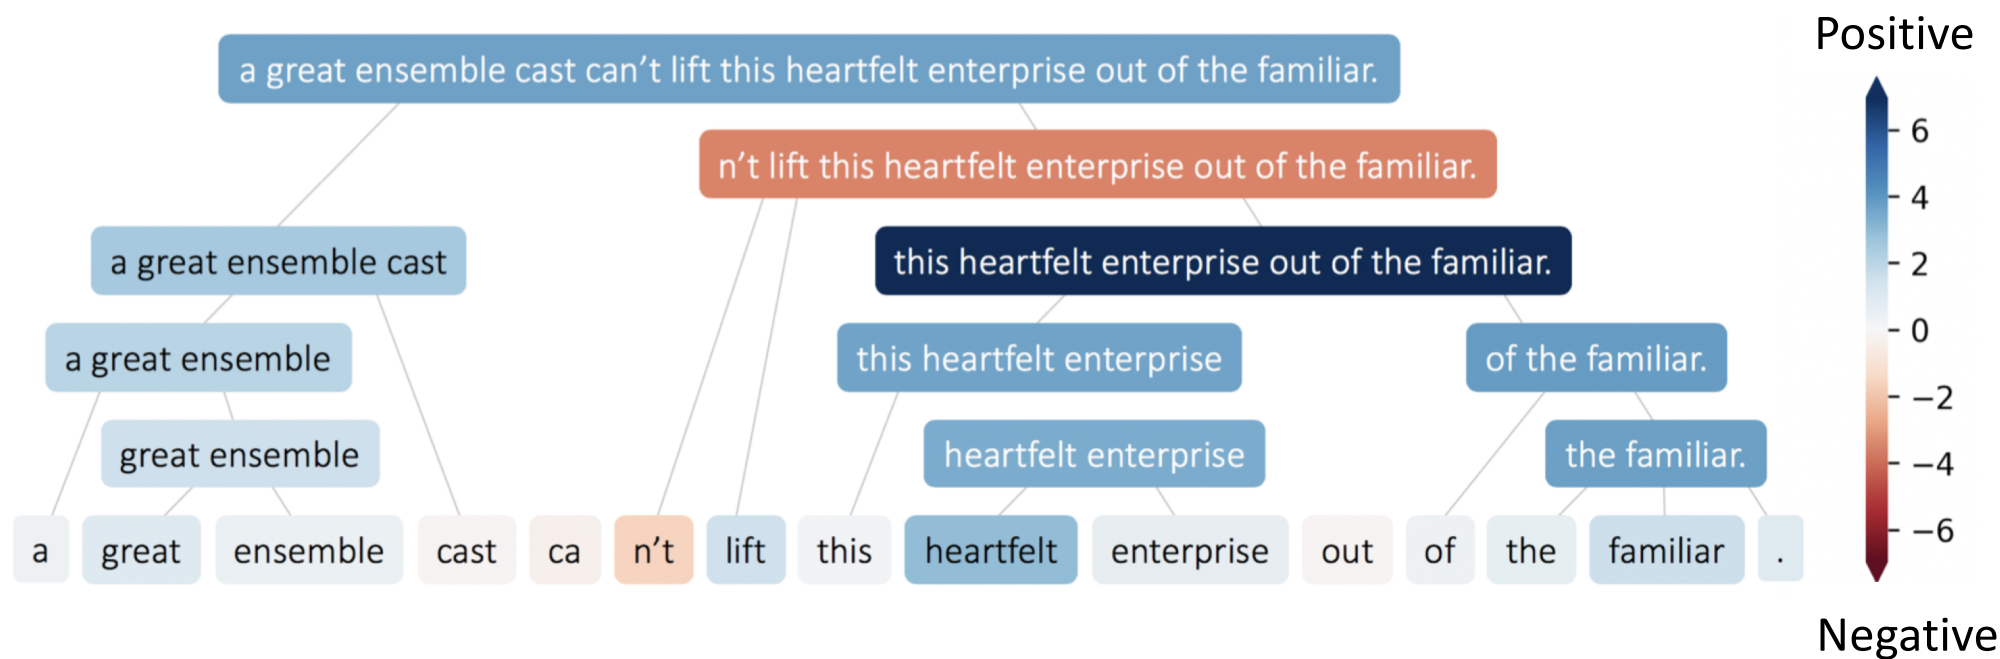 Positive
a great ensemble cast can’t lift this heartfelt enterprise out of the familiar.
6
n’t lift this heartfelt enterprise out of the familiar.
4
a great ensemble cast
this heartfelt enterprise out of the familiar.
2
a great ensemble
this heartfelt enterprise
of the familiar.
0
−2
great ensemble
heartfelt enterprise
the familiar.
−4
a great ensemble cast ca n’t lift this heartfelt enterprise out of the familiar .
−6
Negative